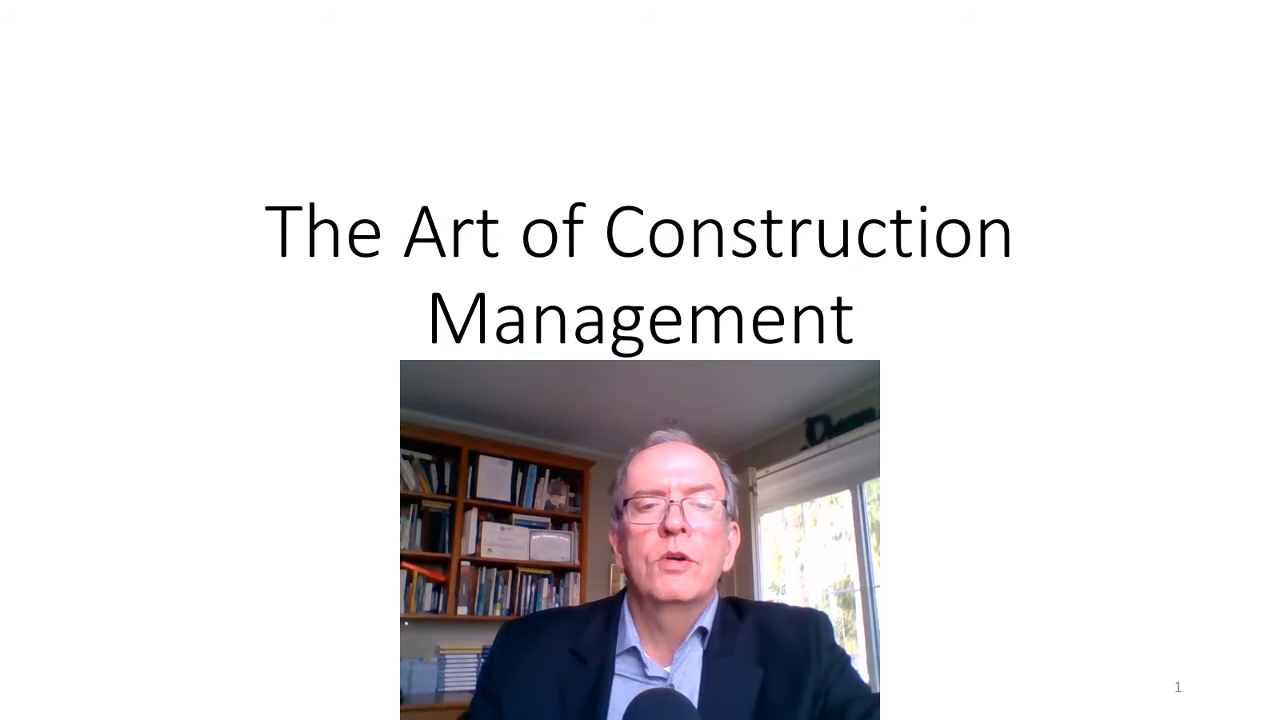 The Art of Construction
Management
1